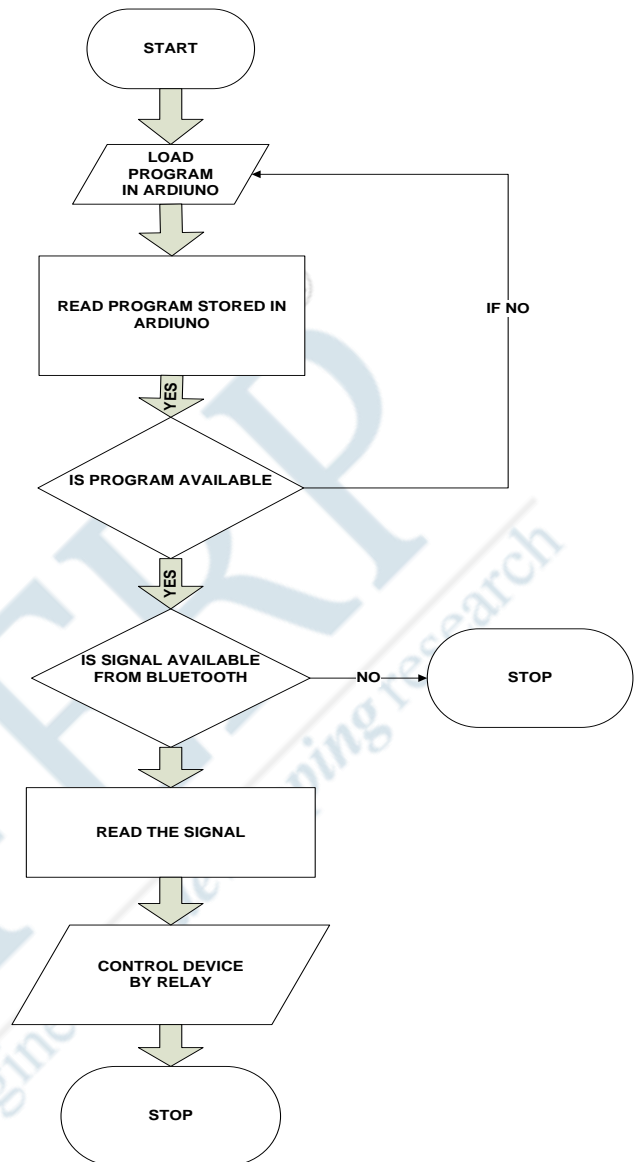 START
LOAD
PROGRAM
IN ARDIUNO
READ PROGRAM STORED IN
ARDIUNO
IF NO
YES
IS PROGRAM AVAILABLE
YES
IS SIGNAL AVAILABLE
FROM BLUETOOTH
NO
STOP
READ THE SIGNAL
CONTROL DEVICE
BY RELAY
STOP